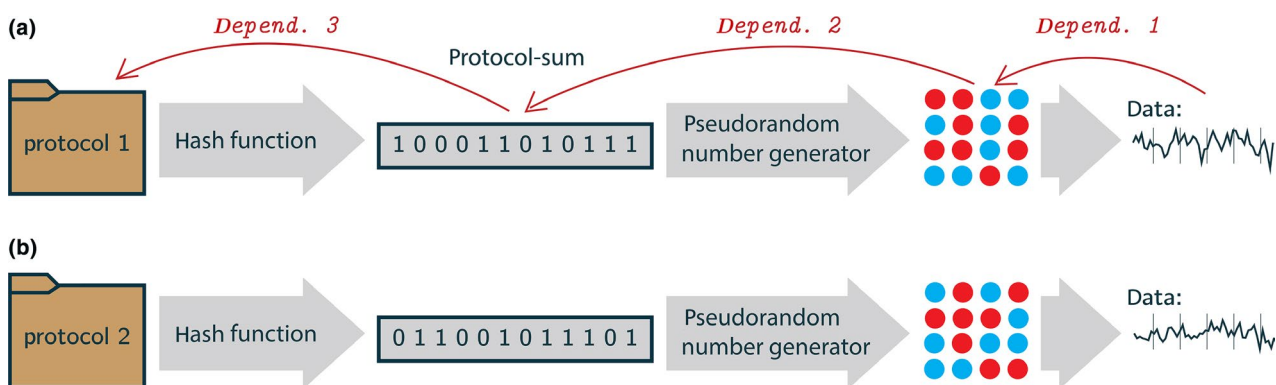 (a)
Depend. 3
Depend. 2
Depend. 1
Protocol-sum
protocol 1
Hash function
1 0 0 0 1 1 0 1 0 1 1 1
Pseudorandom
number generator
Data:
(b)
protocol 2
Hash function
0 1 1 0 0 1 0 1 1 1 0 1
Pseudorandom
number generator
Data: